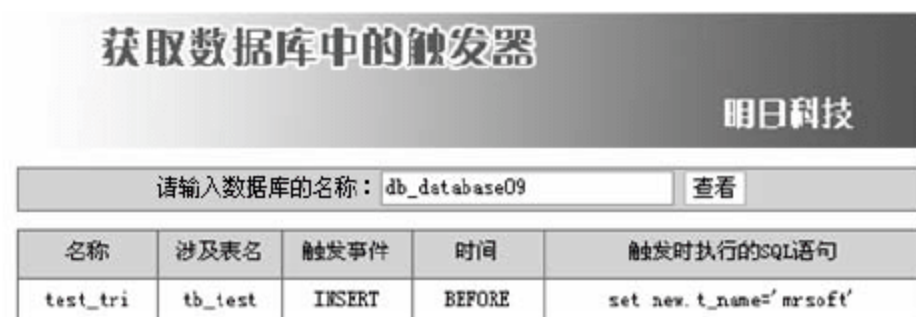 获取数据库中的触发器
明日科技
请输入数据库的名称： db_database09 查看
名称 涉及表名 触发事件 时间 触发时执行的SQL语句
test_tri tb_test INSERT BEFORE set new.t_name='mrsoft'